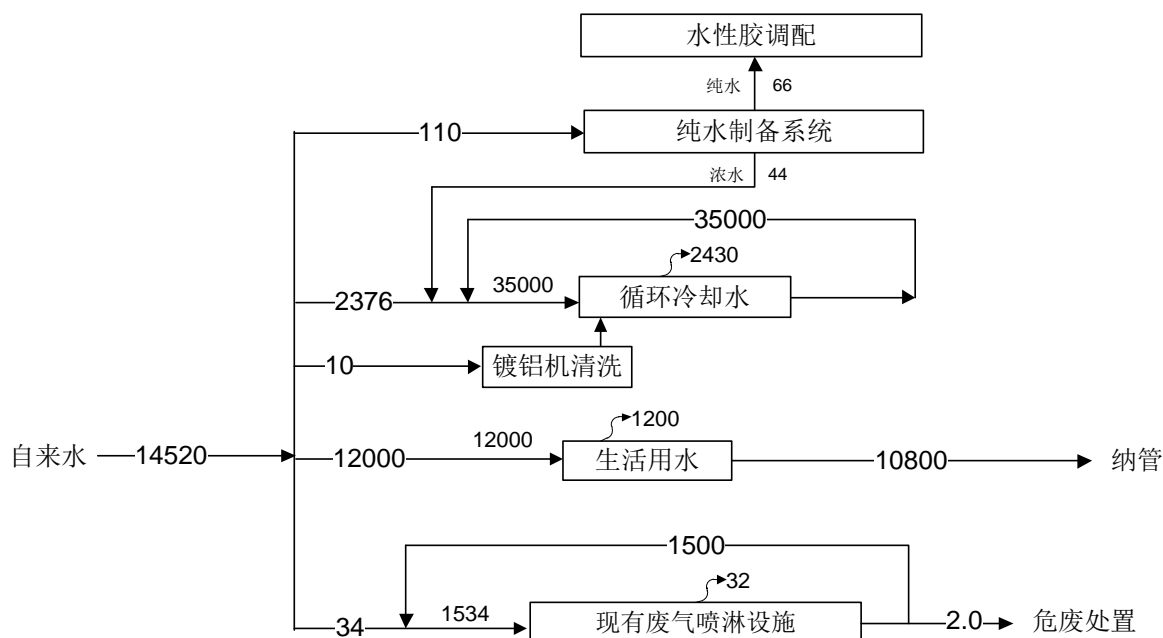 水性胶调配
纯水 66
110
纯水制备系统
浓水 44
35000
2430
2376
35000
循环冷却水
10
镀铝机清洗
自来水
14520
1200
12000
12000
生活用水
10800
纳管
1500
32
34
1534
现有废气喷淋设施
2.0
危废处置